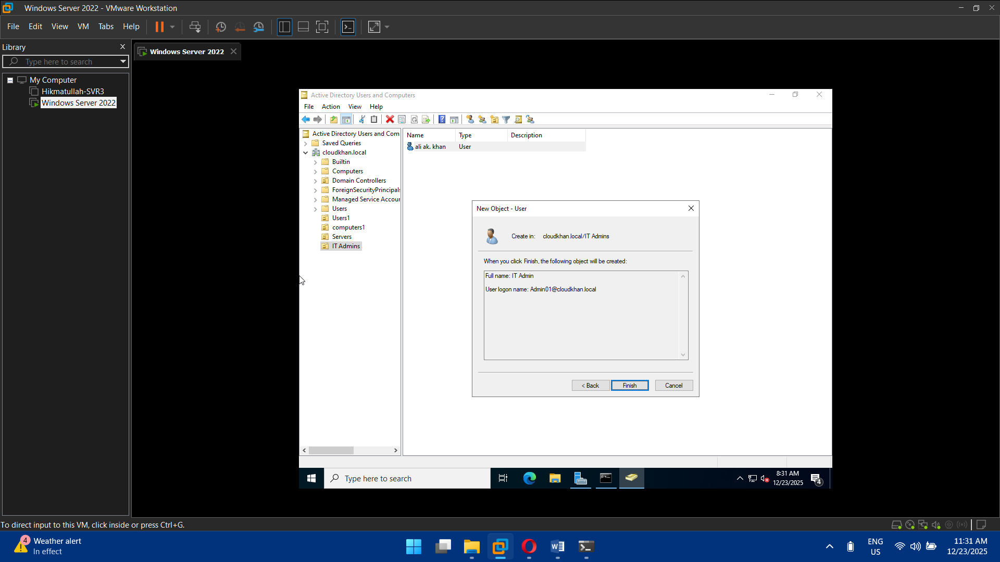 Windows Server 2022 - VMware Workstation
File Edit View VM Tabs Help
Library
Type here to search
My Computer
Hikmatullah-SVR3
Windows Server 2022
Windows Server 2022
Active Directory Users and Computers
File Action View Help
Active Directory Users and Com
Saved Queries
cloudkhan.local
Builtin
Computers
Domain Controllers
ForeignSecurityPrincipals
Managed Service Accour
Users
Users1
computers1
Servers
IT Admins
Name Type Description
ali ak. khan User
New Object - User
Create in: cloudkhan.local/IT Admins
When you click Finish, the following object will be created:
Full name: IT Admin
User logon name: Admin01@cloudkhan.local
< Back Finish Cancel
Type here to search
8:31 AM
12/23/2025
4
To direct input to this VM, click inside or press Ctrl+G.
4
Weather alert
In effect
ENG
US
11:31 AM
12/23/2025